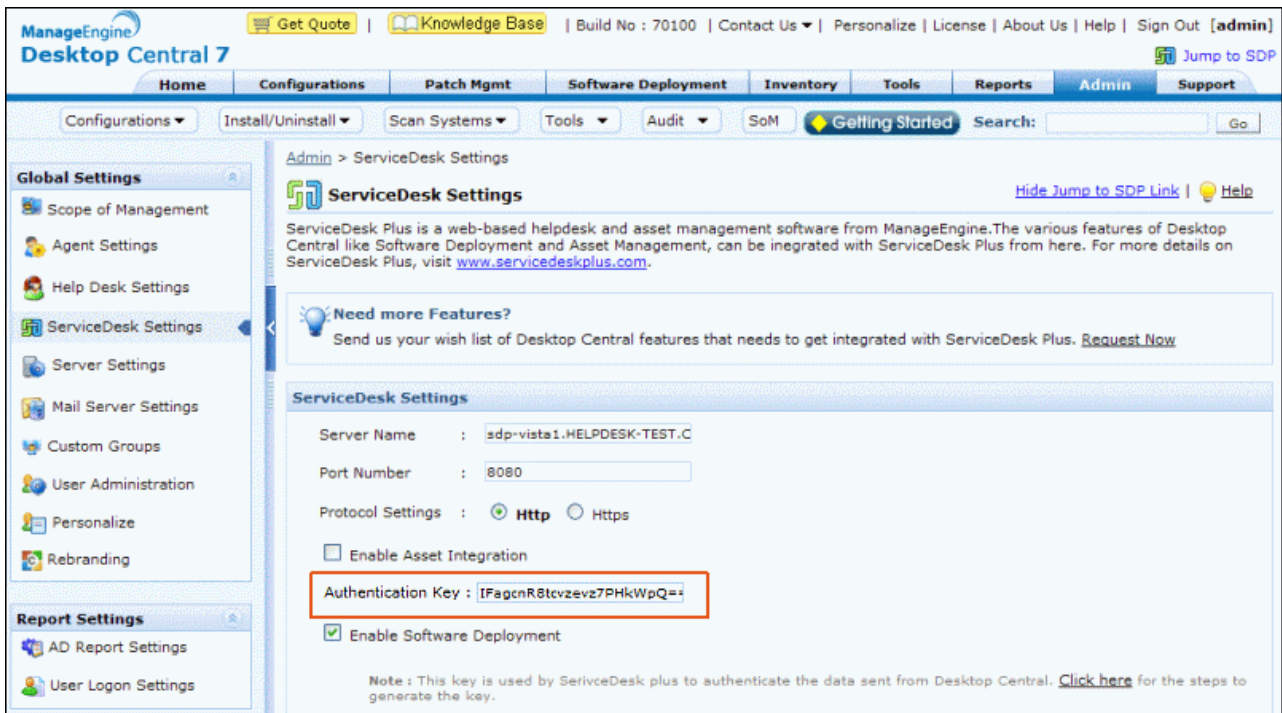 ManageEngine
Desktop Central 7
Get Quote | Knowledge Base | Build No : 70100 | Contact Us ▼ | Personalize | License | About Us | Help | Sign Out [admin]
Jump to SDP
Home Configurations Patch Mgmt Software Deployment Inventory Tools Reports Admin Support
Configurations ▼ Install/Uninstall ▼ Scan Systems ▼ Tools ▼ Audit ▼ SoM Getting Started Search: Go
Global Settings
Scope of Management
Agent Settings
Help Desk Settings
ServiceDesk Settings
Server Settings
Mail Server Settings
Custom Groups
User Administration
Personalize
Rebranding
Report Settings
AD Report Settings
User Logon Settings
Admin > ServiceDesk Settings
ServiceDesk Settings
Hide Jump to SDP Link | Help
ServiceDesk Plus is a web-based helpdesk and asset management software from ManageEngine.The various features of Desktop
Central like Software Deployment and Asset Management, can be inegrated with ServiceDesk Plus from here. For more details on
ServiceDesk Plus, visit www.servicedeskplus.com.
Need more Features?
Send us your wish list of Desktop Central features that needs to get integrated with ServiceDesk Plus. Request Now
ServiceDesk Settings
Server Name : sdp-vista1.HELPDESK-TEST.C
Port Number : 8080
Protocol Settings : Http Https
Enable Asset Integration
Authentication Key : IFagcnR8tcvzevz7PHkWpQ==
Enable Software Deployment
Note : This key is used by SerivceDesk plus to authenticate the data sent from Desktop Central. Click here for the steps to
generate the key.